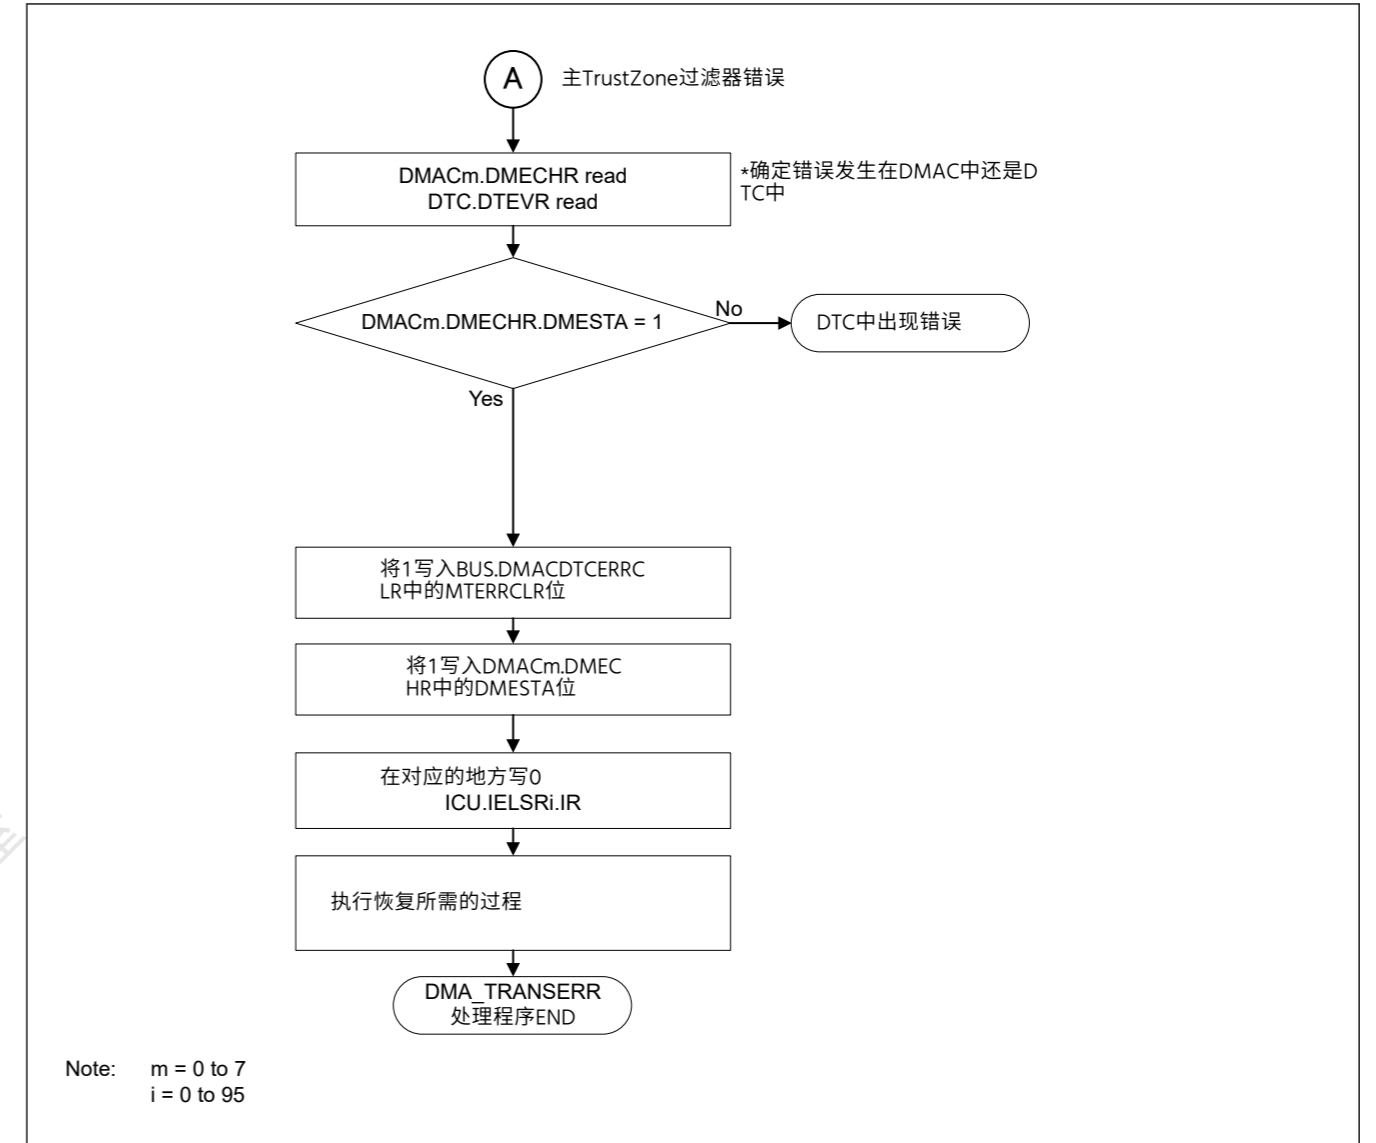 A
主TrustZone过滤器错误
DMACm.DMECHR read
DTC.DTEVR read
*确定错误发生在DMAC中还是D
TC中
DMACm.DMECHR.DMESTA = 1
No
DTC中出现错误
Yes
将1写入BUS.DMACDTCERRC
LR中的MTERRCLR位
将1写入DMACm.DMEC
HR中的DMESTA位
在对应的地方写0
ICU.IELSRi.IR
执行恢复所需的过程
DMA_TRANSERR
处理程序END
Note: m = 0 to 7
i = 0 to 95